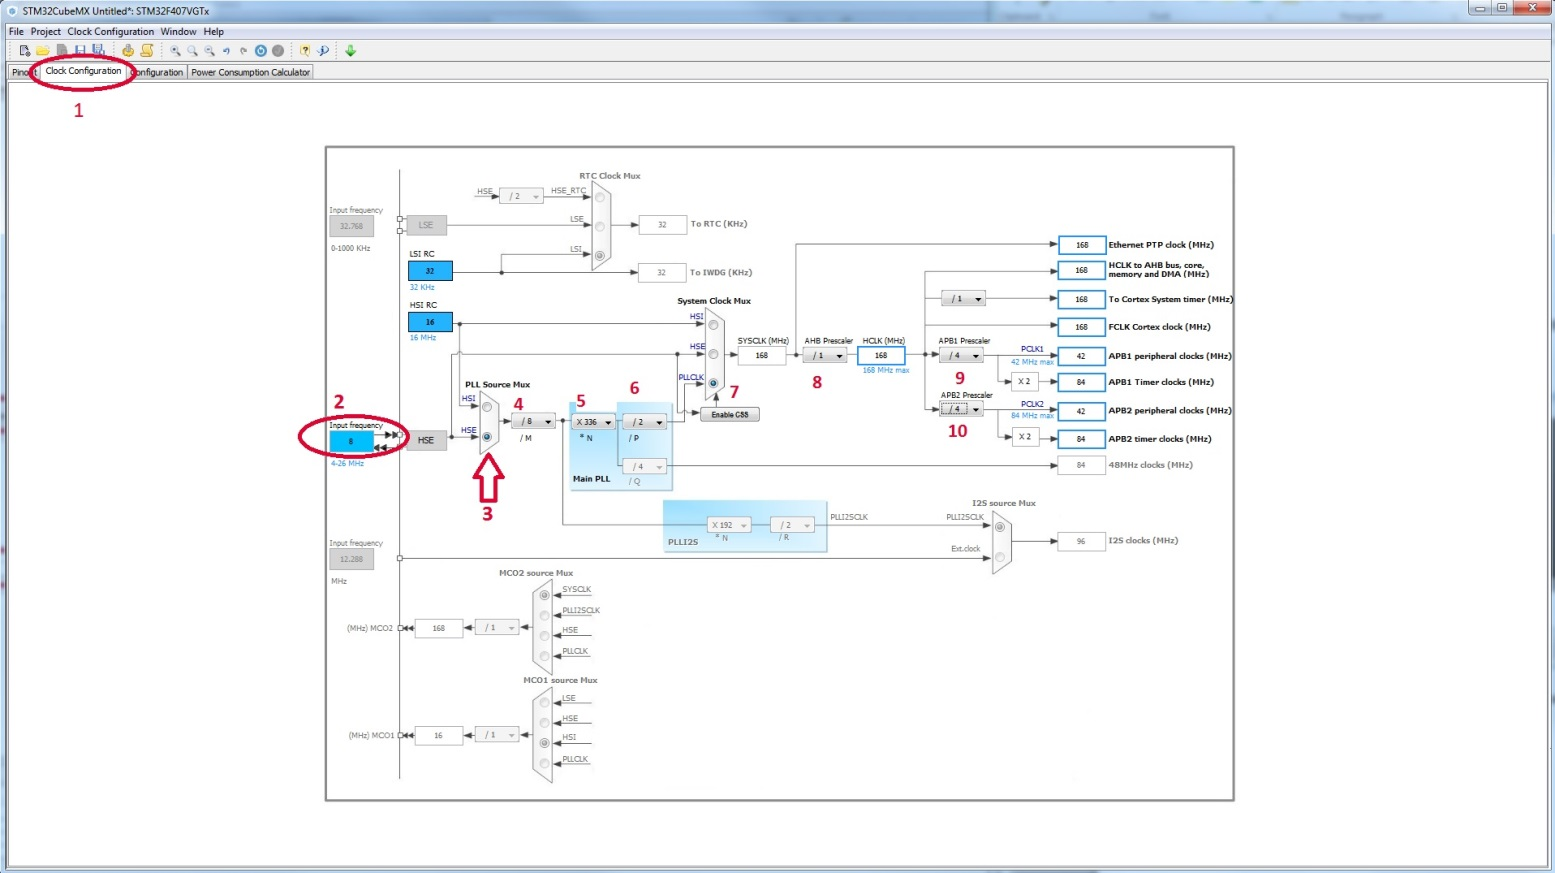 STM32CubeMX Untitled*: STM32F407VGTx
File Project Clock Configuration Window Help
Clock Configuration
Configuration
Power Consumption Calculator
1
RTC Clock Mux
HSE
/ 2
HSE_RTC
Input frequency
32.768
0-1000 KHz
LSE
LSE
32
To RTC (KHz)
LSI RC
LSI
32
32 KHz
32
To IWDG (KHz)
168
Ethernet PTP clock (MHz)
168
HCLK to AHB bus, core,
memory and DMA (MHz)
HSI RC
16
16 MHz
System Clock Mux
HSI
HSE
PLLCLK
/ 1
168
To Cortex System timer (MHz)
168
FCLK Cortex clock (MHz)
SYSCLK (MHz)
168
AHB Prescaler
/ 1
8
HCLK (MHz)
168
168 MHz max
APB1 Prescaler
/ 4
9
PCLK1
42 MHz max
42
APB1 peripheral clocks (MHz)
X 2
84
APB1 Timer clocks (MHz)
APB2 Prescaler
/ 4
10
PCLK2
84 MHz max
42
APB2 peripheral clocks (MHz)
X 2
84
APB2 timer clocks (MHz)
PLL Source Mux
HSI
HSE
2
Input frequency
8
4-26 MHz
HSE
3
4
/ 8
/ M
5
X 336
* N
6
/ 2
/ P
7
Enable CSS
/ 4
/ Q
Main PLL
84
48MHz clocks (MHz)
PLLI2S
X 192
* N
/ 2
/ R
PLLI2SCLK
I2S source Mux
PLLI2SCLK
Ext.clock
96
I2S clocks (MHz)
Input frequency
12.288
MHz
MCO2 source Mux
SYSCLK
PLLI2SCLK
HSE
PLLCLK
(MHz) MCO2
168
/ 1
MCO1 source Mux
LSE
HSE
HSI
PLLCLK
(MHz) MCO1
16
/ 1